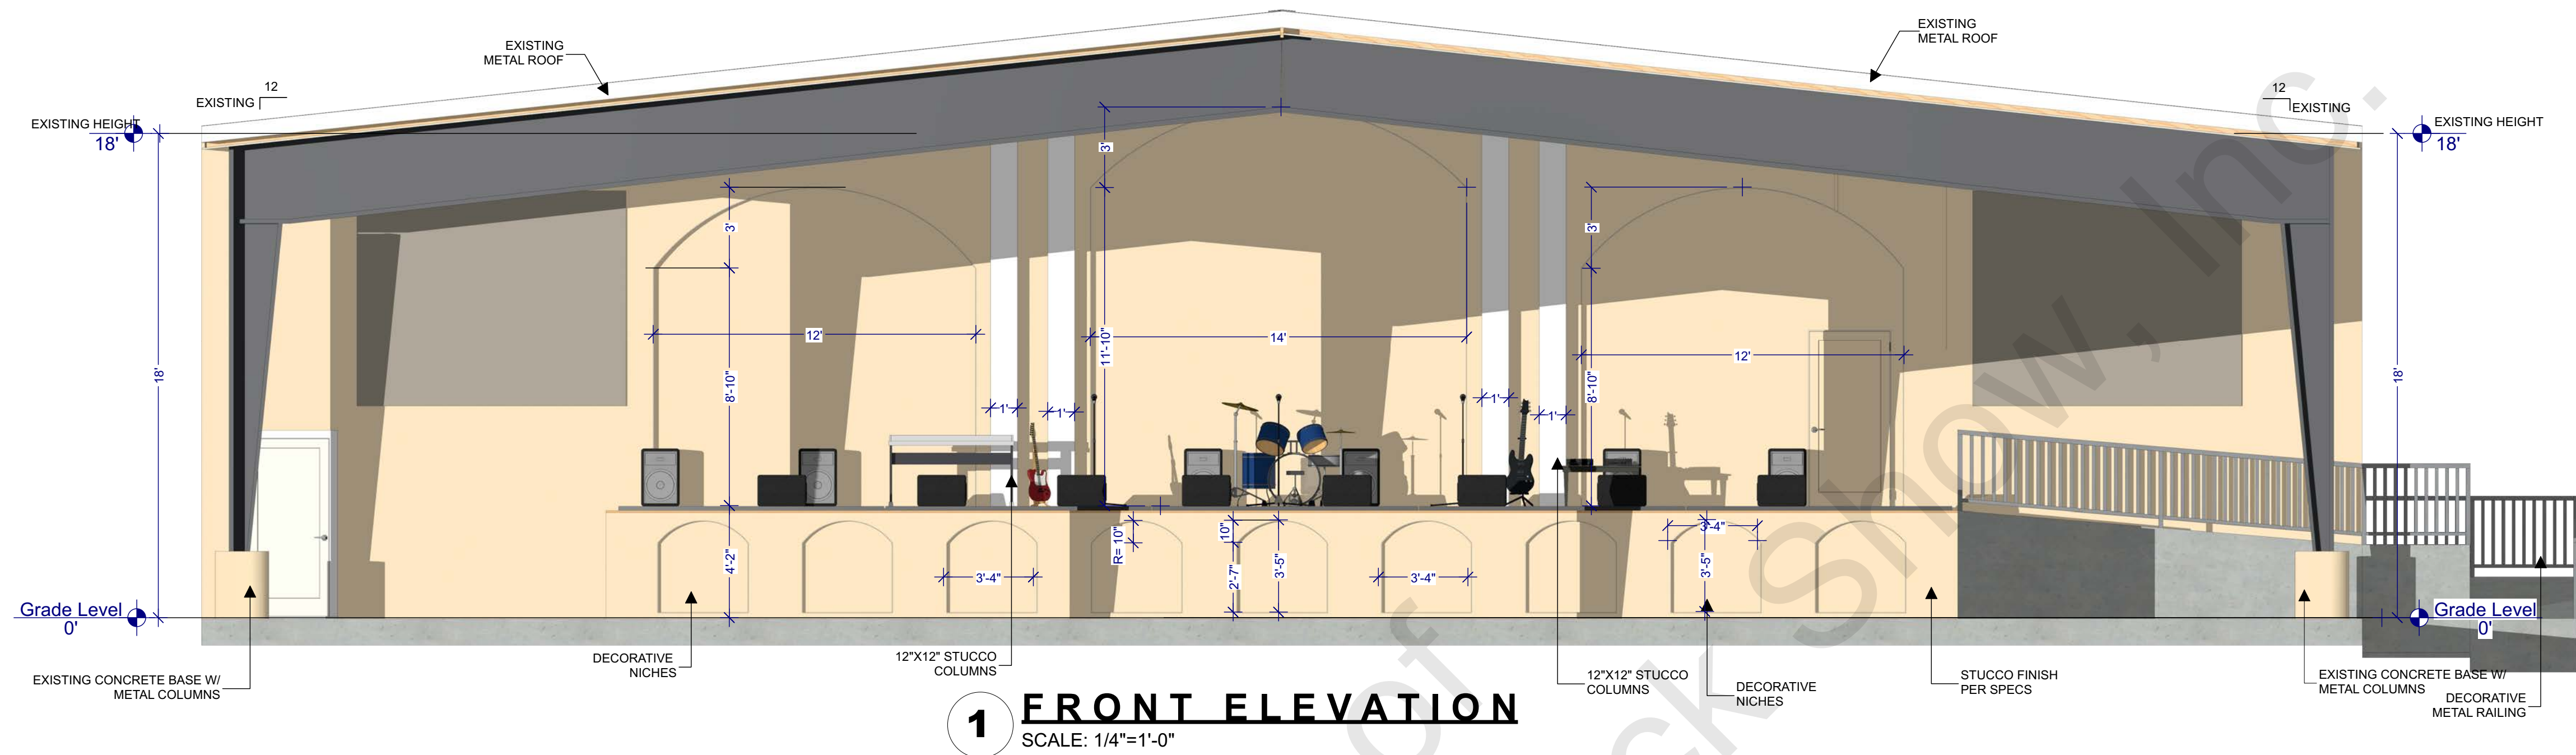 EXISTING
METAL ROOF
EXISTING
METAL ROOF
12
EXISTING
12
EXISTING
EXISTING HEIGHT
18'
EXISTING HEIGHT
18'
3'
3'
3'
12'
14'
12'
11'-10"
8'-10"
8'-10"
18'
18'
1'
1'
1'
1'
R= 10"
10"
3'-4"
4'-2"
3'-4"
2'-7"
3'-5"
3'-4"
3'-5"
Grade Level
0'
Grade Level
0'
EXISTING CONCRETE BASE W/
METAL COLUMNS
DECORATIVE
NICHES
12"X12" STUCCO
COLUMNS
12"X12" STUCCO
COLUMNS
DECORATIVE
NICHES
STUCCO FINISH
PER SPECS
EXISTING CONCRETE BASE W/
METAL COLUMNS
DECORATIVE
METAL RAILING
1
FRONT ELEVATION
SCALE: 1/4"=1'-0"
of
ck Show, Inc.